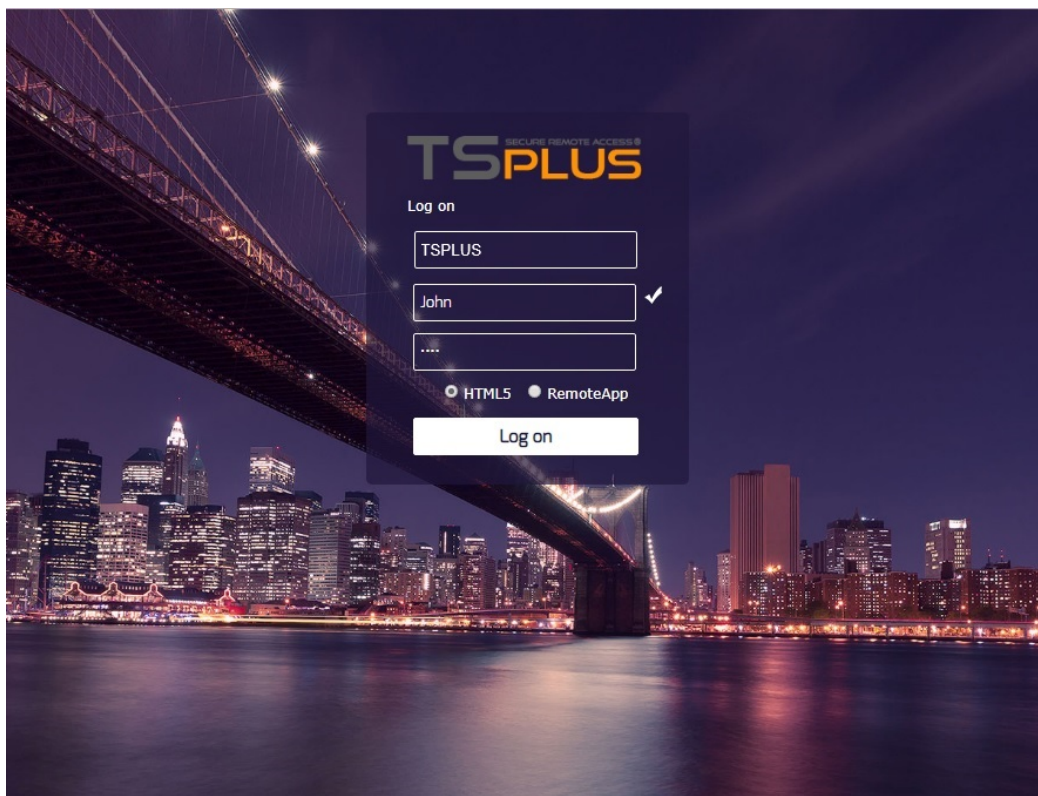 TSPLUS
SECURE REMOTE ACCESS®
Log on
TSPLUS
John
····
HTML5 RemoteApp
Log on